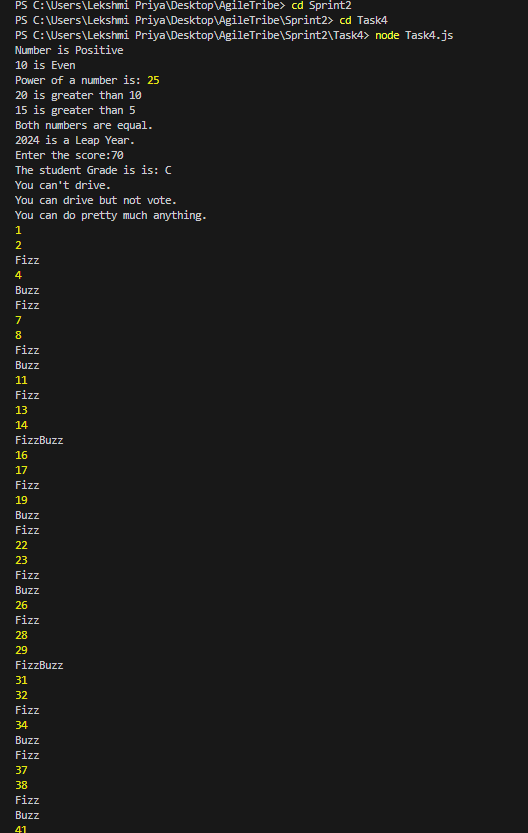 PS C:\Users\Lekshmi Priya\Desktop\AgileTribe> cd Sprint2
PS C:\Users\Lekshmi Priya\Desktop\AgileTribe\Sprint2> cd Task4
PS C:\Users\Lekshmi Priya\Desktop\AgileTribe\Sprint2\Task4> node Task4.js
Number is Positive
10 is Even
Power of a number is: 25
20 is greater than 10
15 is greater than 5
Both numbers are equal.
2024 is a Leap Year.
Enter the score:70
The student Grade is is: C
You can't drive.
You can drive but not vote.
You can do pretty much anything.
1
2
Fizz
4
Buzz
Fizz
7
8
Fizz
Buzz
11
Fizz
13
14
FizzBuzz
16
17
Fizz
19
Buzz
Fizz
22
23
Fizz
Buzz
26
Fizz
28
29
FizzBuzz
31
32
Fizz
34
Buzz
Fizz
37
38
Fizz
Buzz
41